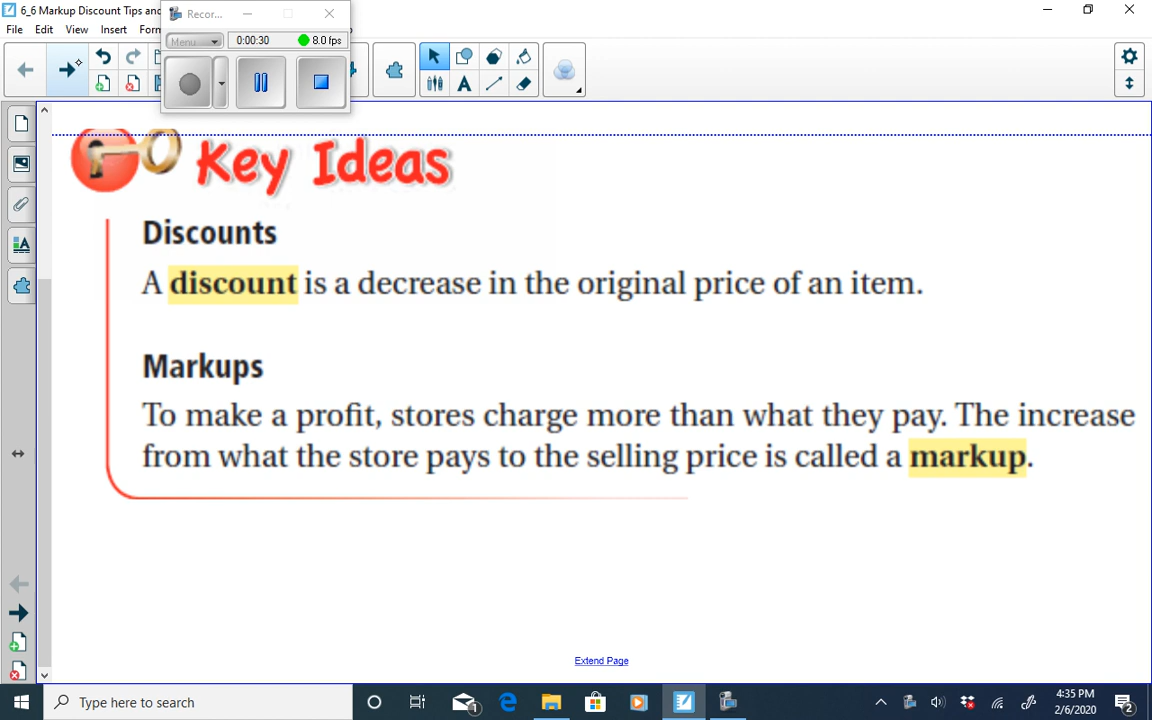 6_6 Markup Discount Tips and
Recor...
File Edit View Insert Form
Menu 0:00:30 8.0 fps
Key Ideas
Discounts
A discount is a decrease in the original price of an item.
Markups
To make a profit, stores charge more than what they pay. The increase
from what the store pays to the selling price is called a markup.
Extend Page
Type here to search
1
4:35 PM
2/6/2020
2